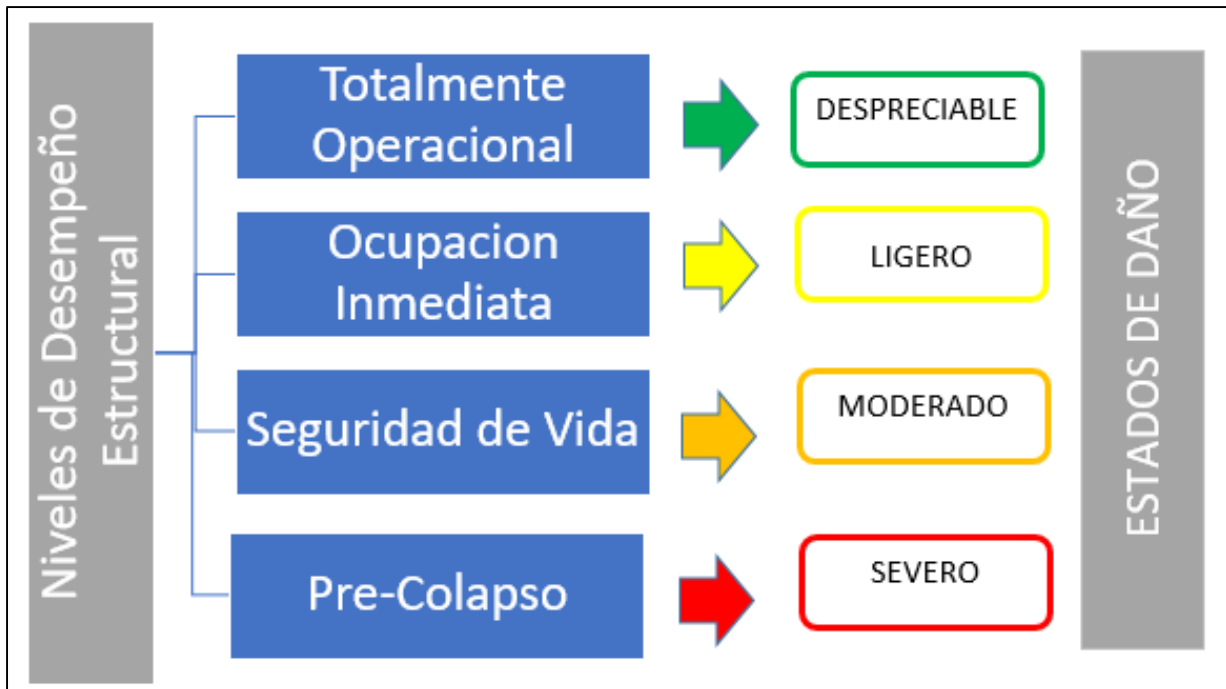 Niveles de Desempeño
Estructural
Totalmente
Operacional
DESPRECIABLE
Ocupacion
Inmediata
LIGERO
Seguridad de Vida
MODERADO
Pre-Colapso
SEVERO
ESTADOS DE DAÑO